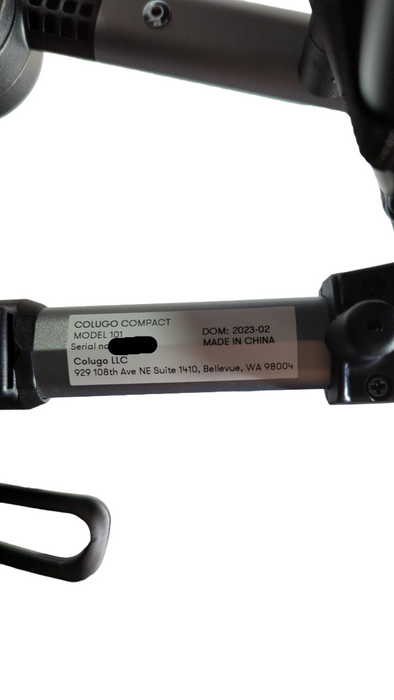 COLUGO COMPACT
MODEL 101
Serial no
DOM: 2023-02
MADE IN CHINA
Colugo LLC
929 108th Ave NE Suite 1410, Bellevue, WA 98004